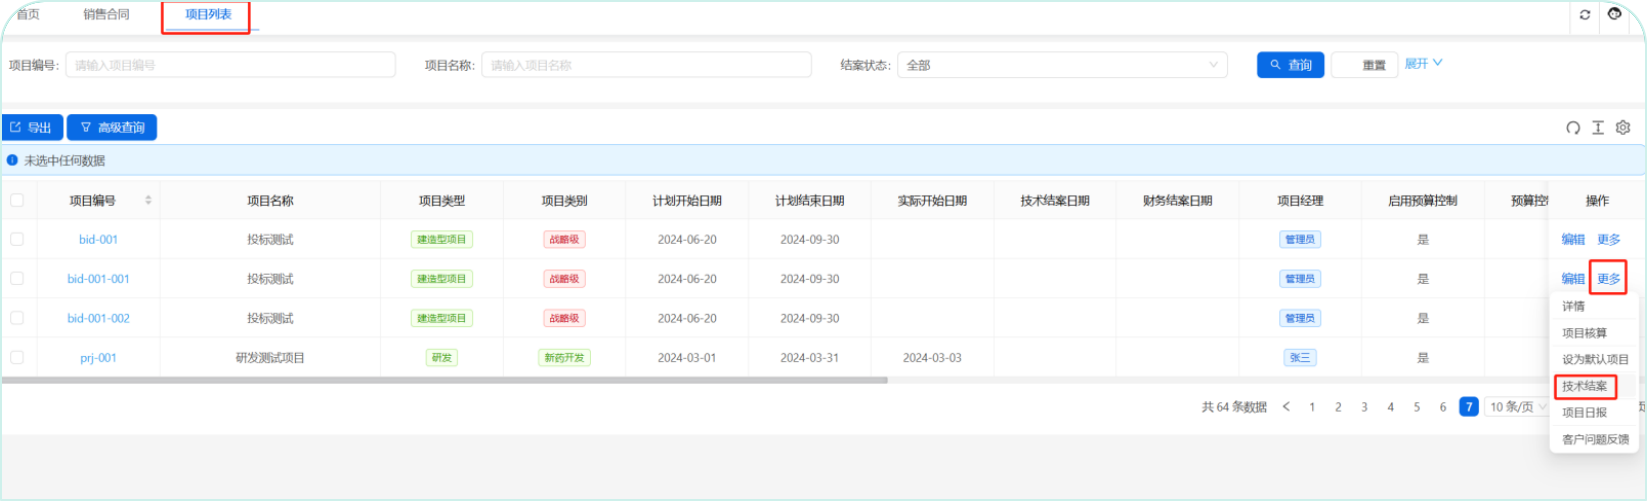 首页 销售合同 项目列表
项目编号: 请输入项目编号 项目名称: 请输入项目名称 结案状态: 全部 查询 重置 展开
导出 高级查询
未选中任何数据
项目编号 项目名称 项目类型 项目类别 计划开始日期 计划结束日期 实际开始日期 技术结案日期 财务结案日期 项目经理 启用预算控制 预算控 操作
bid-001 投标测试 建造型项目 战略级 2024-06-20 2024-09-30 管理员 是 编辑 更多
bid-001-001 投标测试 建造型项目 战略级 2024-06-20 2024-09-30 管理员 是 编辑 更多
bid-001-002 投标测试 建造型项目 战略级 2024-06-20 2024-09-30 管理员 是
prj-001 研发测试项目 研发 新药开发 2024-03-01 2024-03-31 2024-03-03 张三 是
详情
项目核算
设为默认项目
技术结案
项目日报
客户问题反馈
共 64 条数据 < 1 2 3 4 5 6 7 10 条/页 页